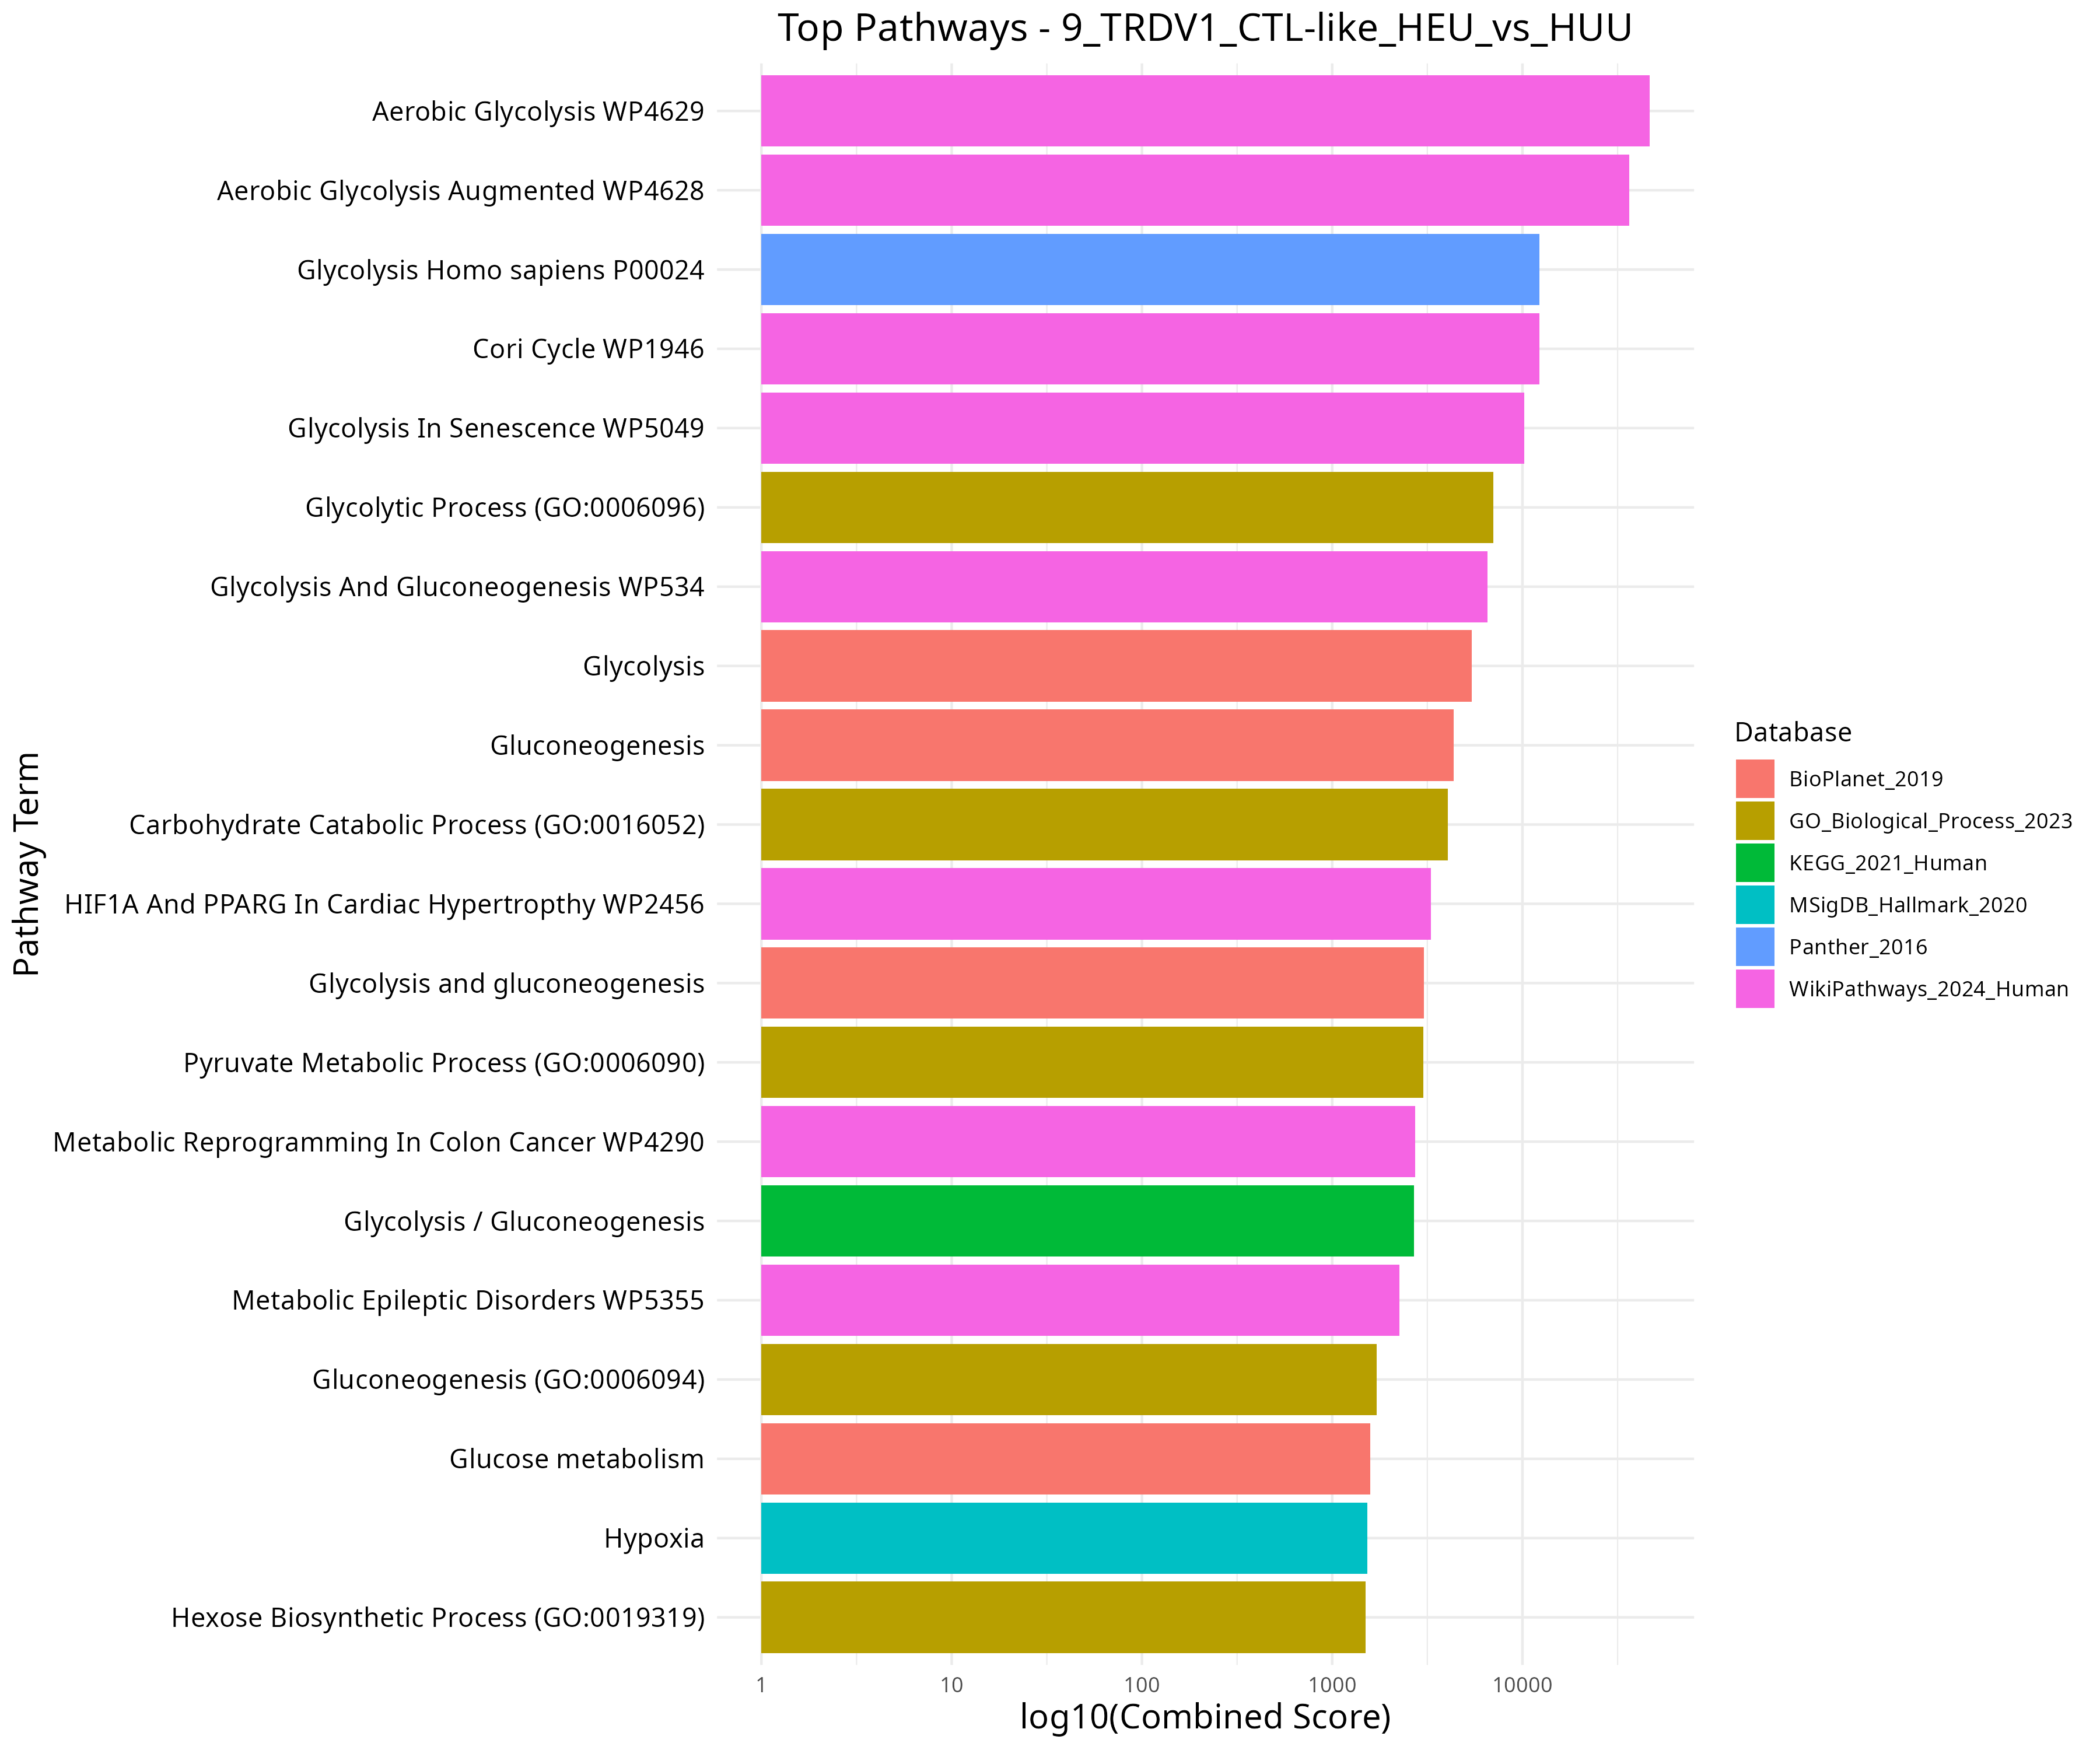 Top Pathways - 9_TRDV1_CTL-like_HEU_vs_HUU
Pathway Term
Aerobic Glycolysis WP4629
Aerobic Glycolysis Augmented WP4628
Glycolysis Homo sapiens P00024
Cori Cycle WP1946
Glycolysis In Senescence WP5049
Glycolytic Process (GO:0006096)
Glycolysis And Gluconeogenesis WP534
Glycolysis
Gluconeogenesis
Carbohydrate Catabolic Process (GO:0016052)
HIF1A And PPARG In Cardiac Hypertropthy WP2456
Glycolysis and gluconeogenesis
Pyruvate Metabolic Process (GO:0006090)
Metabolic Reprogramming In Colon Cancer WP4290
Glycolysis / Gluconeogenesis
Metabolic Epileptic Disorders WP5355
Gluconeogenesis (GO:0006094)
Glucose metabolism
Hypoxia
Hexose Biosynthetic Process (GO:0019319)
1 10 100 1000 10000
log10(Combined Score)
Database
BioPlanet_2019
GO_Biological_Process_2023
KEGG_2021_Human
MSigDB_Hallmark_2020
Panther_2016
WikiPathways_2024_Human